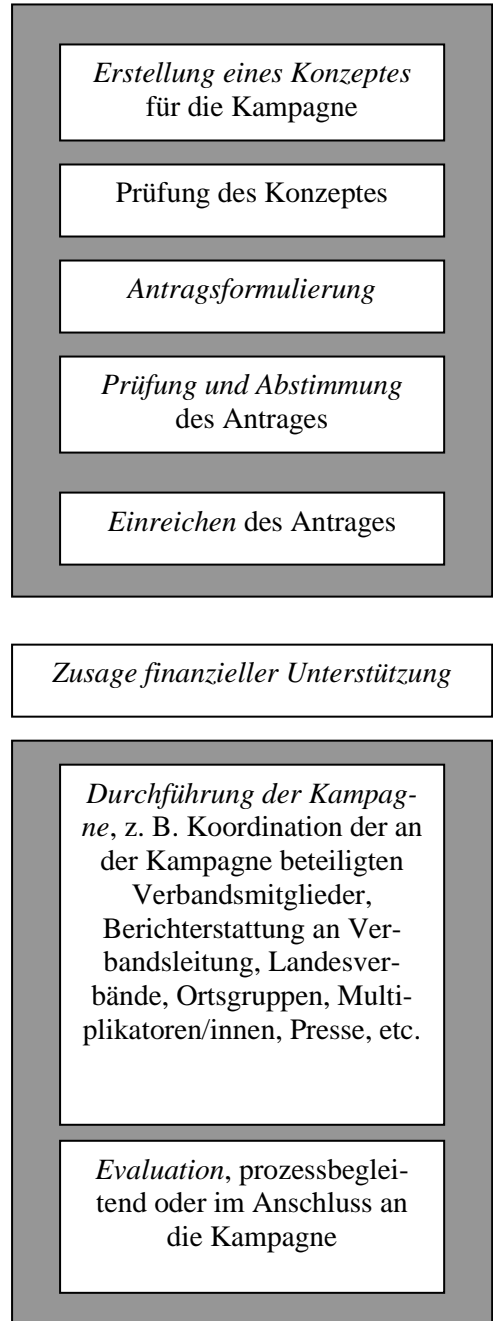 Erstellung eines Konzeptes
für die Kampagne
Prüfung des Konzeptes
Antragsformulierung
Prüfung und Abstimmung
des Antrages
Einreichen des Antrages
Zusage finanzieller Unterstützung
Durchführung der Kampag-
ne, z. B. Koordination der an
der Kampagne beteiligten
Verbandsmitglieder,
Berichterstattung an Ver-
bandsleitung, Landesver-
bände, Ortsgruppen, Multi-
plikatoren/innen, Presse, etc.
Evaluation, prozessbeglei-
tend oder im Anschluss an
die Kampagne